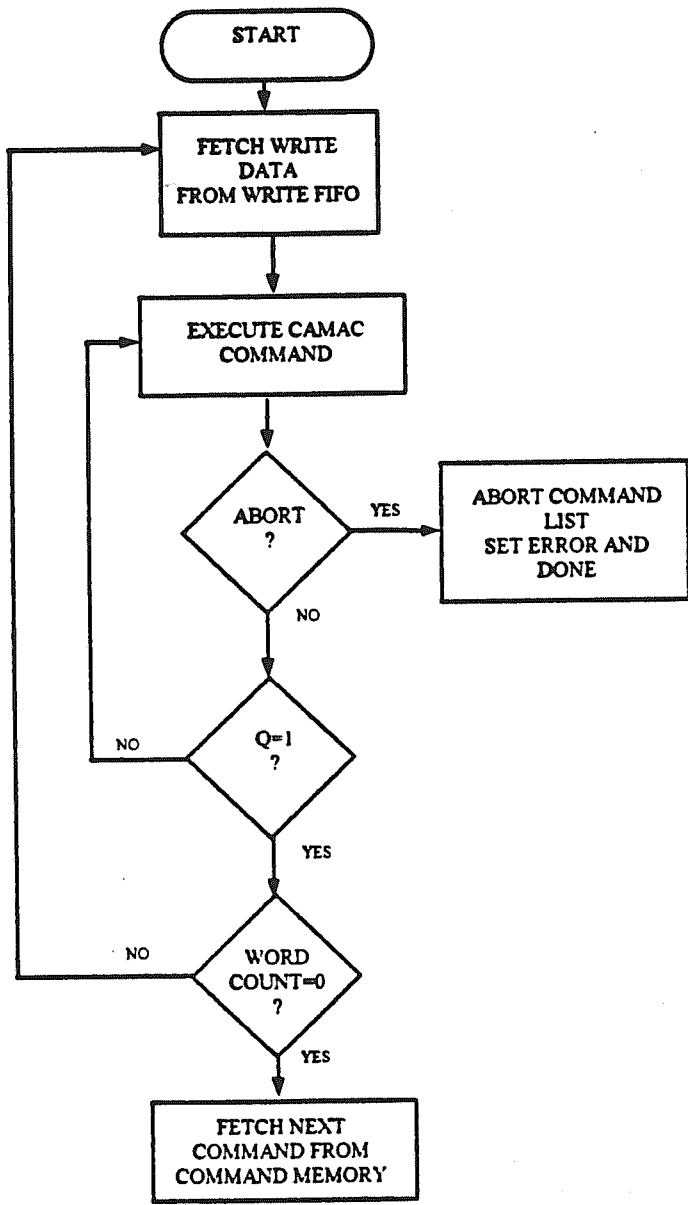 START
FETCH WRITE
DATA
FROM WRITE FIFO
EXECUTE CAMAC
COMMAND
ABORT
?
YES
ABORT COMMAND
LIST
SET ERROR AND
DONE
NO
Q=1
?
NO
YES
WORD
COUNT=0
?
NO
YES
FETCH NEXT
COMMAND FROM
COMMAND MEMORY